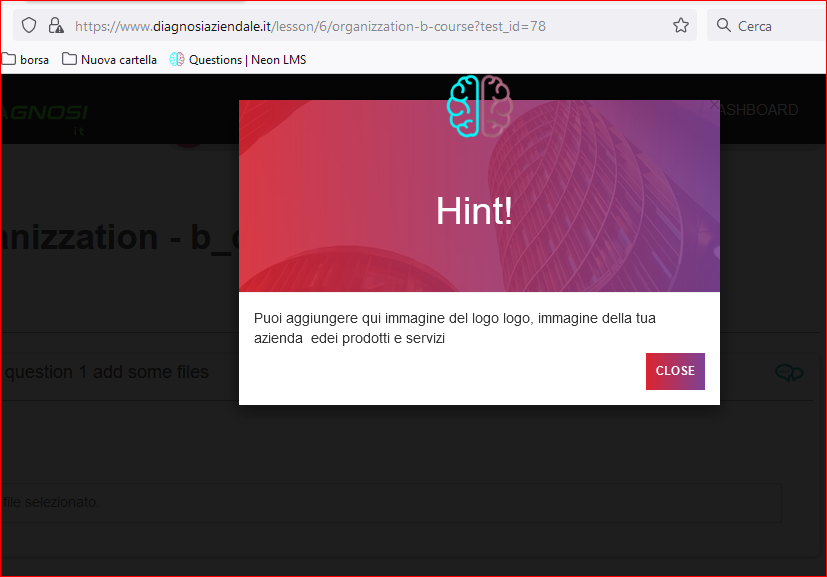 https://www.diagnosiaziendale.it/lesson/6/organizzation-b-course?test_id=78
Cerca
borsa
Nuova cartella
Questions | Neon LMS
AGNOSI
it
DASHBOARD
Hint!
anizzation - b_c
Puoi aggiungere qui immagine del logo logo, immagine della tua
azienda edei prodotti e servizi
question 1 add some files
CLOSE
file selezionato